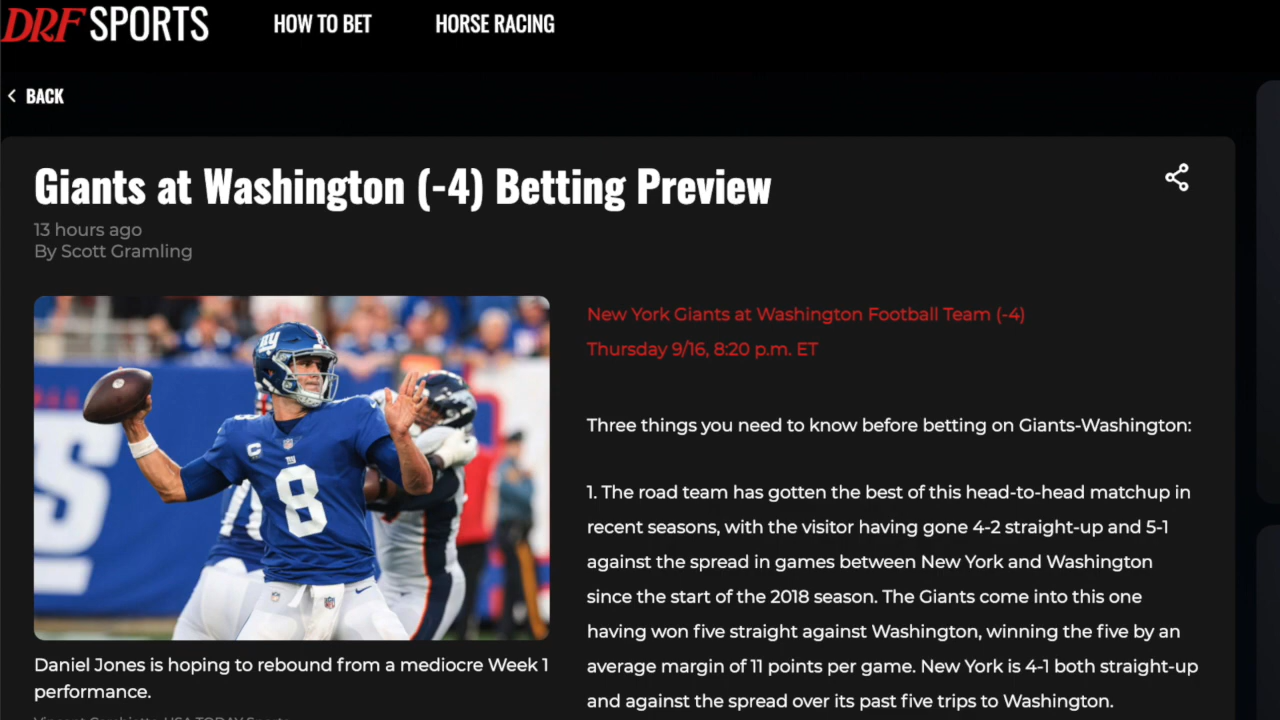 DRF SPORTS
HOW TO BET
HORSE RACING
BACK
Giants at Washington (-4) Betting Preview
13 hours ago
By Scott Gramling
New York Giants at Washington Football Team (-4)
Thursday 9/16, 8:20 p.m. ET
Three things you need to know before betting on Giants-Washington:
1. The road team has gotten the best of this head-to-head matchup in
recent seasons, with the visitor having gone 4-2 straight-up and 5-1
against the spread in games between New York and Washington
since the start of the 2018 season. The Giants come into this one
having won five straight against Washington, winning the five by an
average margin of 11 points per game. New York is 4-1 both straight-up
and against the spread over its past five trips to Washington.
ny
C
8
Daniel Jones is hoping to rebound from a mediocre Week 1
performance.